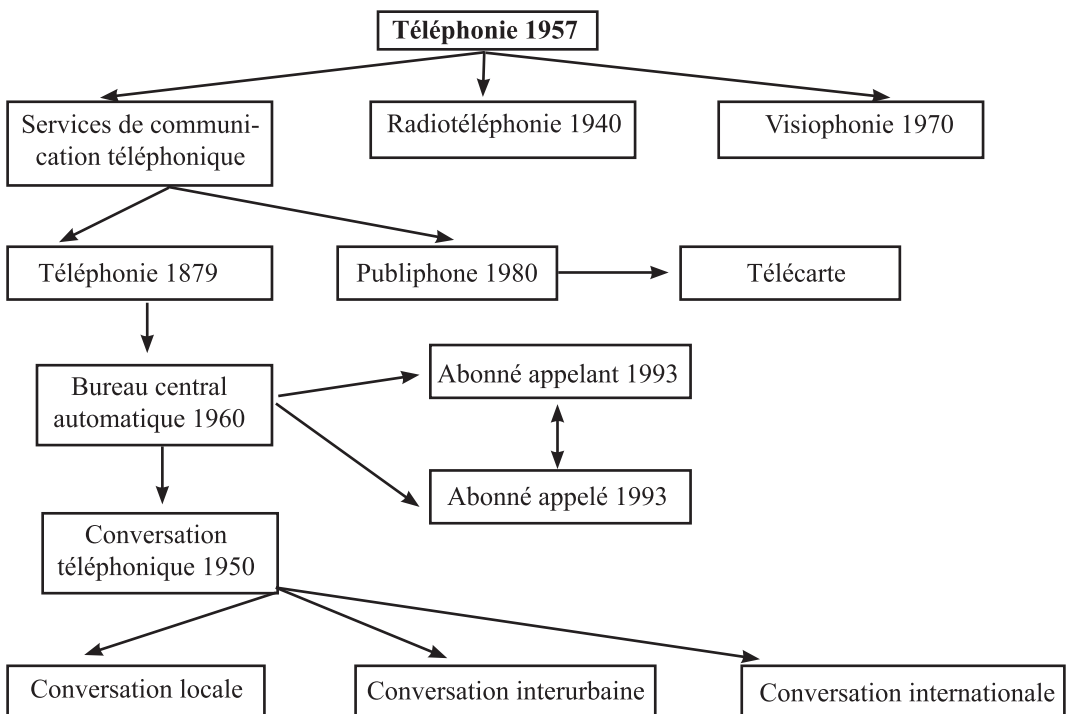 Téléphonie 1957
Services de communi-
cation téléphonique
Radiotéléphonie 1940
Visiophonie 1970
Téléphonie 1879
Publiphone 1980
Télécarte
Bureau central
automatique 1960
Abonné appelant 1993
Abonné appelé 1993
Conversation
téléphonique 1950
Conversation locale
Conversation interurbaine
Conversation internationale